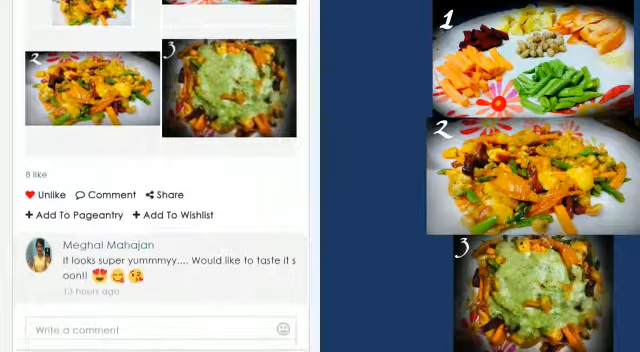 2
3
8 like
Unlike Comment Share
+ Add To Pageantry + Add To Wishlist
Meghal Mahajan
It looks super yummmyy.... Would like to taste it s
oon!! 😍😋😘
13 hours ago
Write a comment
1
2
3